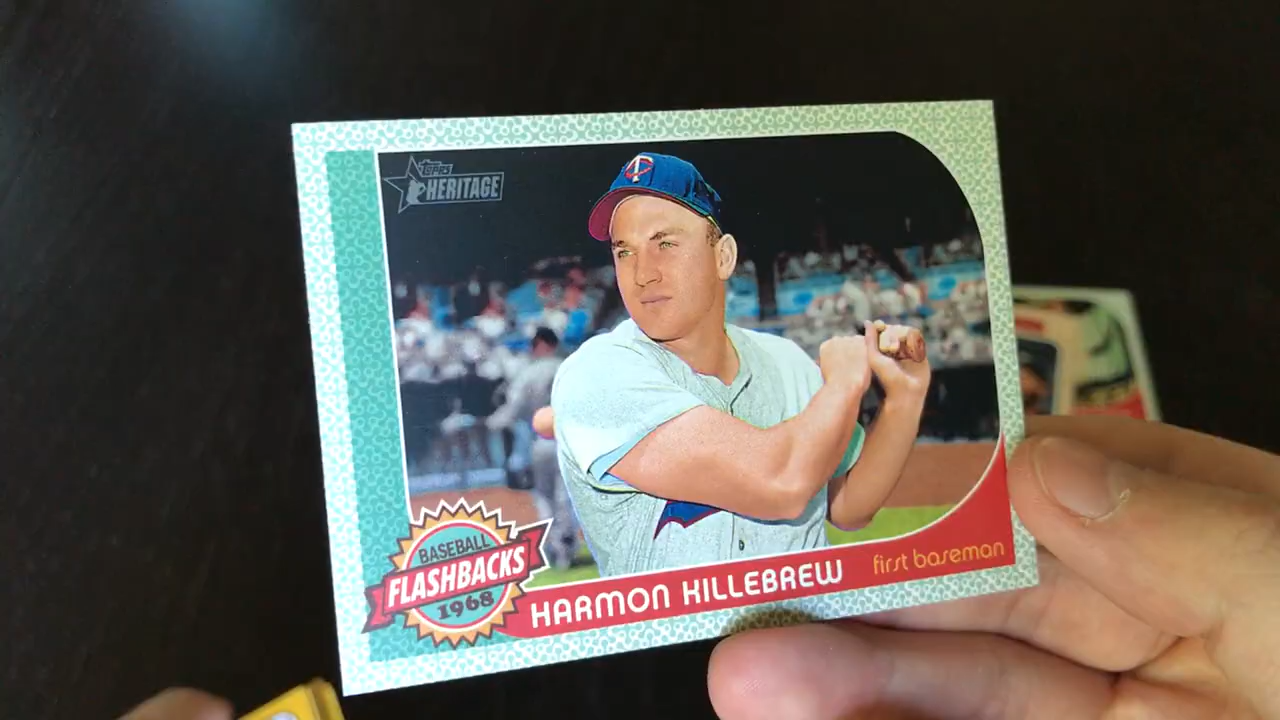 TOPPS
HERITAGE
T C
BASEBALL
FLASHBACKS
1968
HARMON KILLEBREW
first baseman